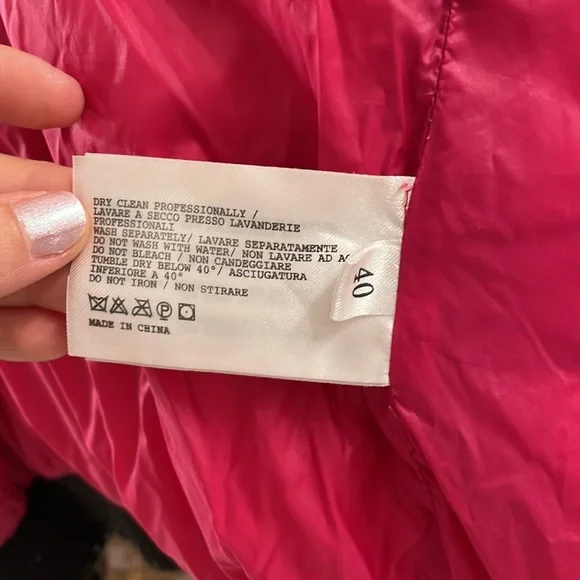 DRY CLEAN PROFESSIONALLY /
LAVARE A SECCO PRESSO LAVANDERIE
PROFESSIONALI
WASH SEPARATELY/ LAVARE SEPARATAMENTE
DO NOT WASH WITH WATER/ NON LAVARE AD
DO NOT BLEACH / NON CANDEGGIARE
TUMBLE DRY BELOW 40°/ ASCIUGATURA
INFERIORE A 40°
DO NOT IRON / NON STIRARE
P
MADE IN CHINA
40